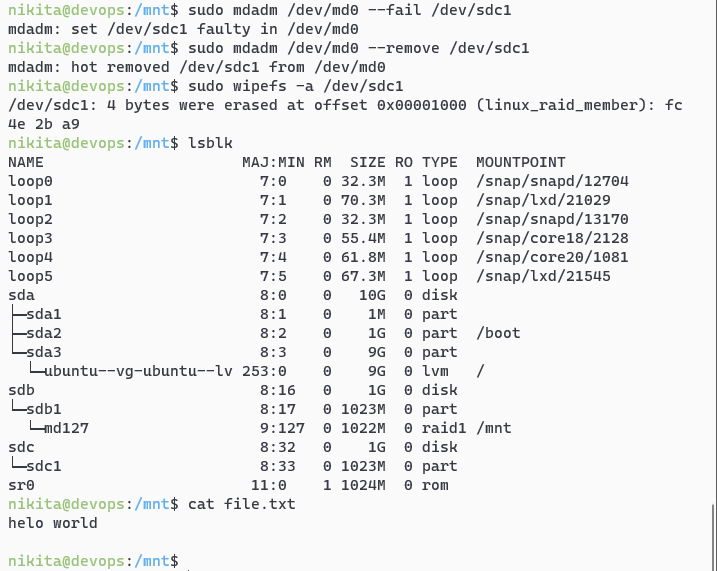 nikita@devops:/mnt$ sudo mdadm /dev/md0 --fail /dev/sdc1
mdadm: set /dev/sdc1 faulty in /dev/md0
nikita@devops:/mnt$ sudo mdadm /dev/md0 --remove /dev/sdc1
mdadm: hot removed /dev/sdc1 from /dev/md0
nikita@devops:/mnt$ sudo wipefs -a /dev/sdc1
/dev/sdc1: 4 bytes were erased at offset 0x00001000 (linux_raid_member): fc
4e 2b a9
nikita@devops:/mnt$ lsblk
NAME                      MAJ:MIN RM  SIZE RO TYPE  MOUNTPOINT
loop0                       7:0    0 32.3M  1 loop  /snap/snapd/12704
loop1                       7:1    0 70.3M  1 loop  /snap/lxd/21029
loop2                       7:2    0 32.3M  1 loop  /snap/snapd/13170
loop3                       7:3    0 55.4M  1 loop  /snap/core18/2128
loop4                       7:4    0 61.8M  1 loop  /snap/core20/1081
loop5                       7:5    0 67.3M  1 loop  /snap/lxd/21545
sda                         8:0    0   10G  0 disk
├─sda1                      8:1    0    1M  0 part
├─sda2                      8:2    0    1G  0 part  /boot
└─sda3                      8:3    0    9G  0 part
  └─ubuntu--vg-ubuntu--lv 253:0    0    9G  0 lvm   /
sdb                         8:16   0    1G  0 disk
└─sdb1                      8:17   0 1023M  0 part
  └─md127                   9:127  0 1022M  0 raid1 /mnt
sdc                         8:32   0    1G  0 disk
└─sdc1                      8:33   0 1023M  0 part
sr0                        11:0    1 1024M  0 rom
nikita@devops:/mnt$ cat file.txt
helo world
nikita@devops:/mnt$